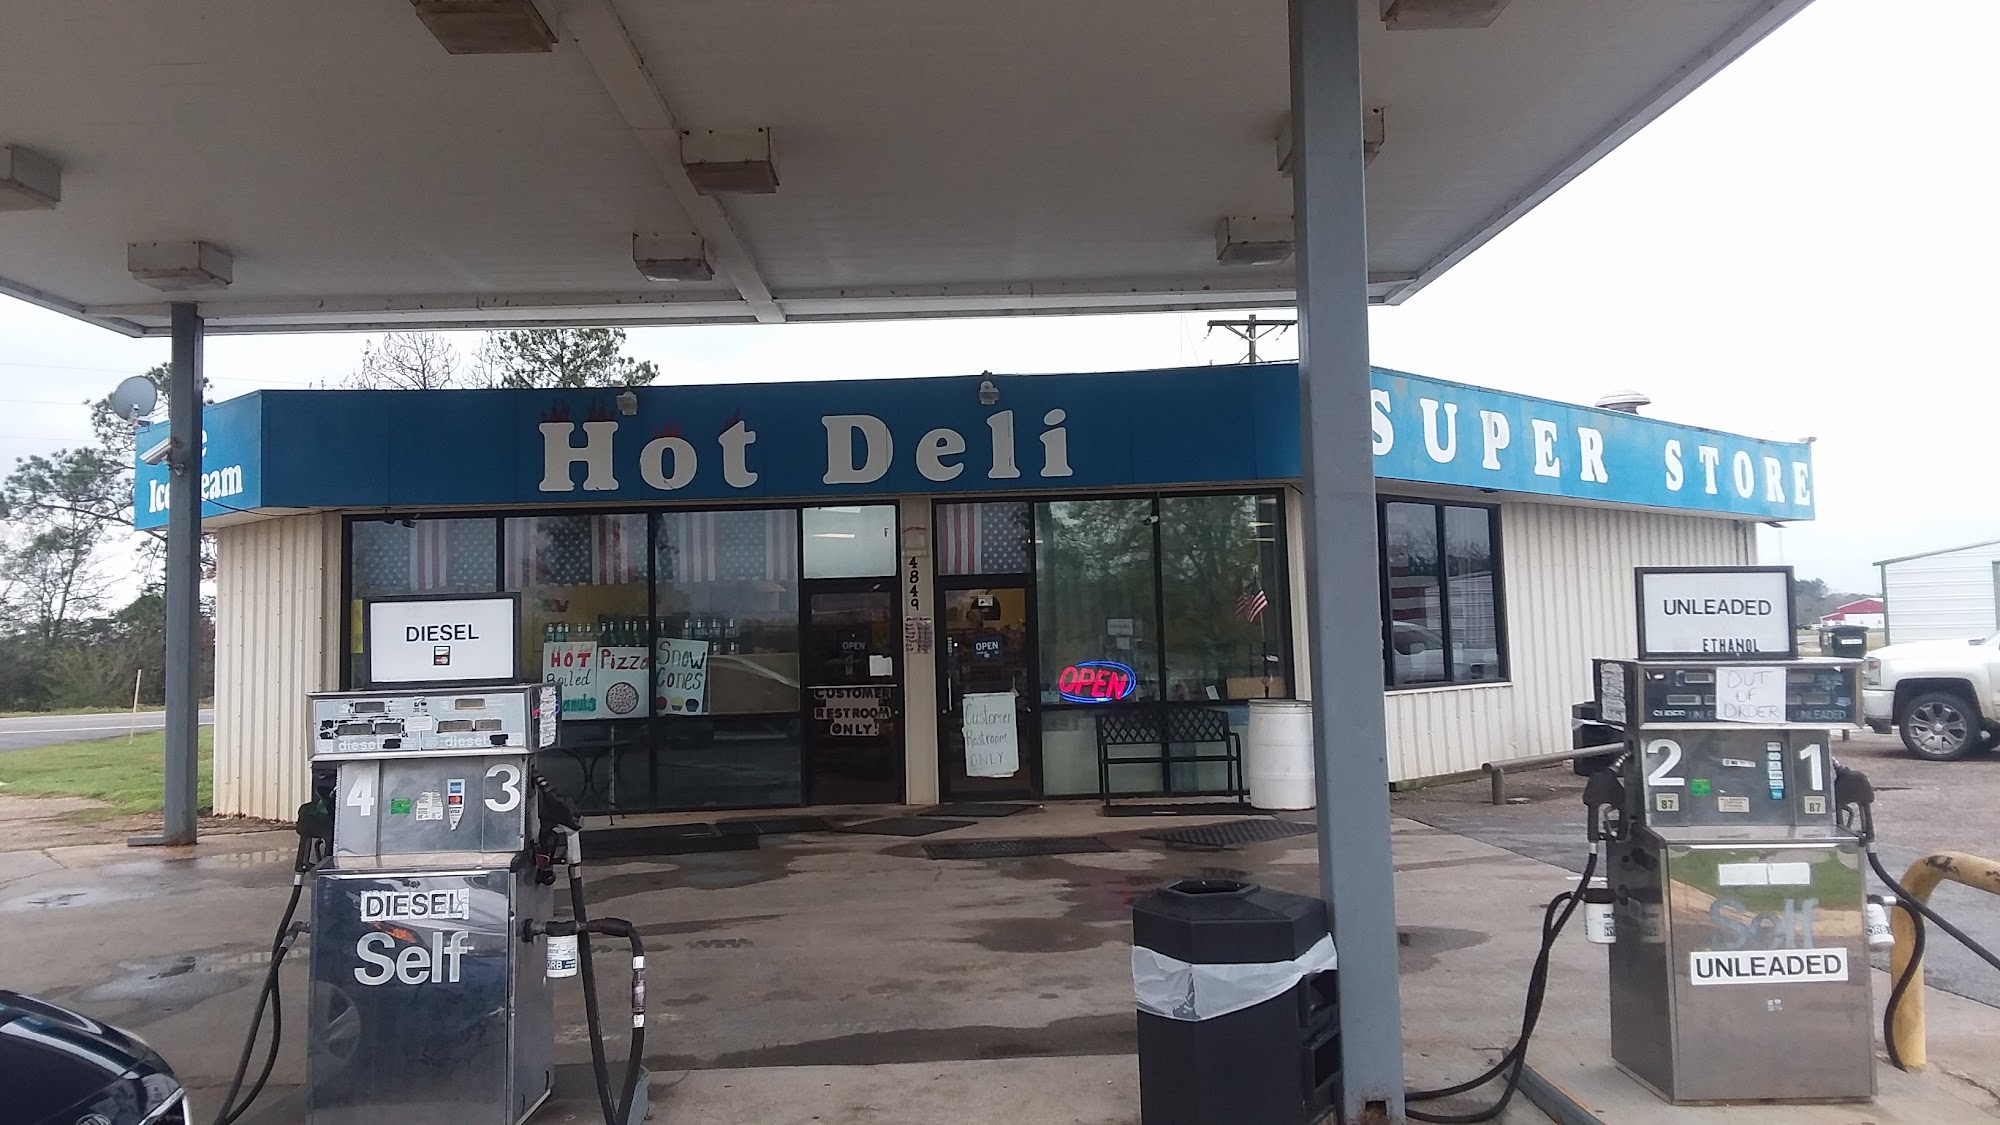 Hot Deli
SUPER STORE
Ice
4849
DIESEL
UNLEADED
ETHANOL
HOT
Boiled
Pizza
Snow
Cones
OPEN
OPEN
OPEN
CUSTOMER
RESTROOM
ONLY!
Customer
Restroom
ONLY
OUT
OF
ORDER
SUPER
UNLEADED
diesel
diesel
4
3
2
1
87
87
DIESEL
Self
Self
UNLEADED